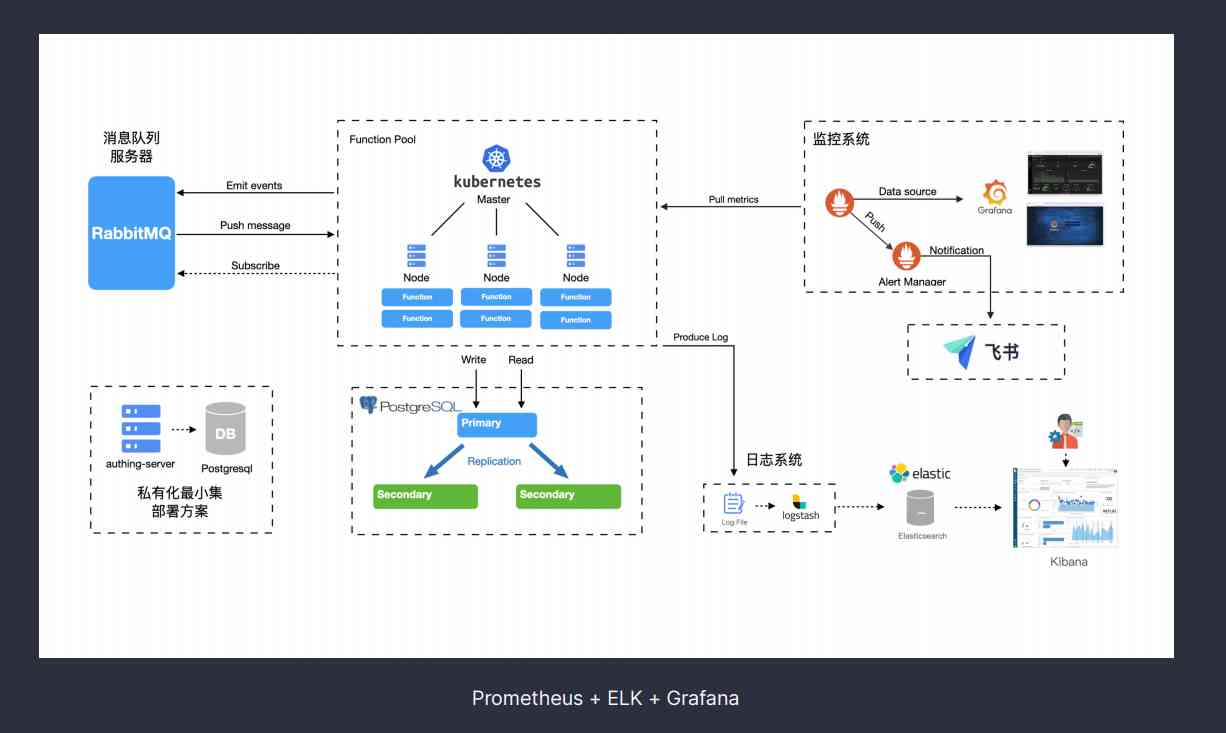 消息队列
服务器
RabbitMQ
Emit events
Push message
Subscribe
Function Pool
kubernetes
Master
Node
Node
Node
Function
Function
Function
Function
Function
Function
Pull metrics
监控系统
Data source
Grafana
Push
Alert Manager
Notification
飞书
Produce Log
Write
Read
PostgreSQL
Primary
Replication
Secondary
Secondary
authing-server
DB
Postgresql
私有化最小集
部署方案
日志系统
Log File
logstash
elastic
Elasticsearch
Kibana
Prometheus + ELK + Grafana